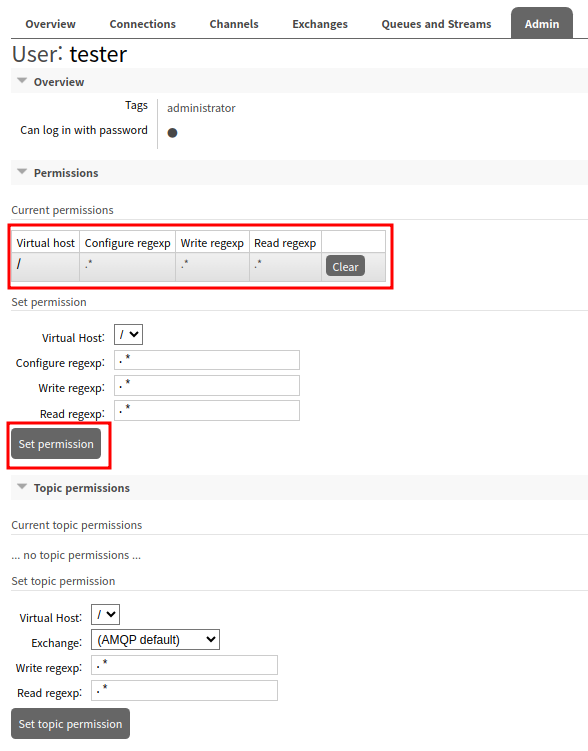 Overview Connections Channels Exchanges Queues and Streams Admin
User: tester
Overview
Tags administrator
Can log in with password ●
Permissions
Current permissions
Virtual host Configure regexp Write regexp Read regexp
/ .* .* .* Clear
Set permission
Virtual Host: /
Configure regexp: .*
Write regexp: .*
Read regexp: .*
Set permission
Topic permissions
Current topic permissions
... no topic permissions ...
Set topic permission
Virtual Host: /
Exchange: (AMQP default)
Write regexp: .*
Read regexp: .*
Set topic permission